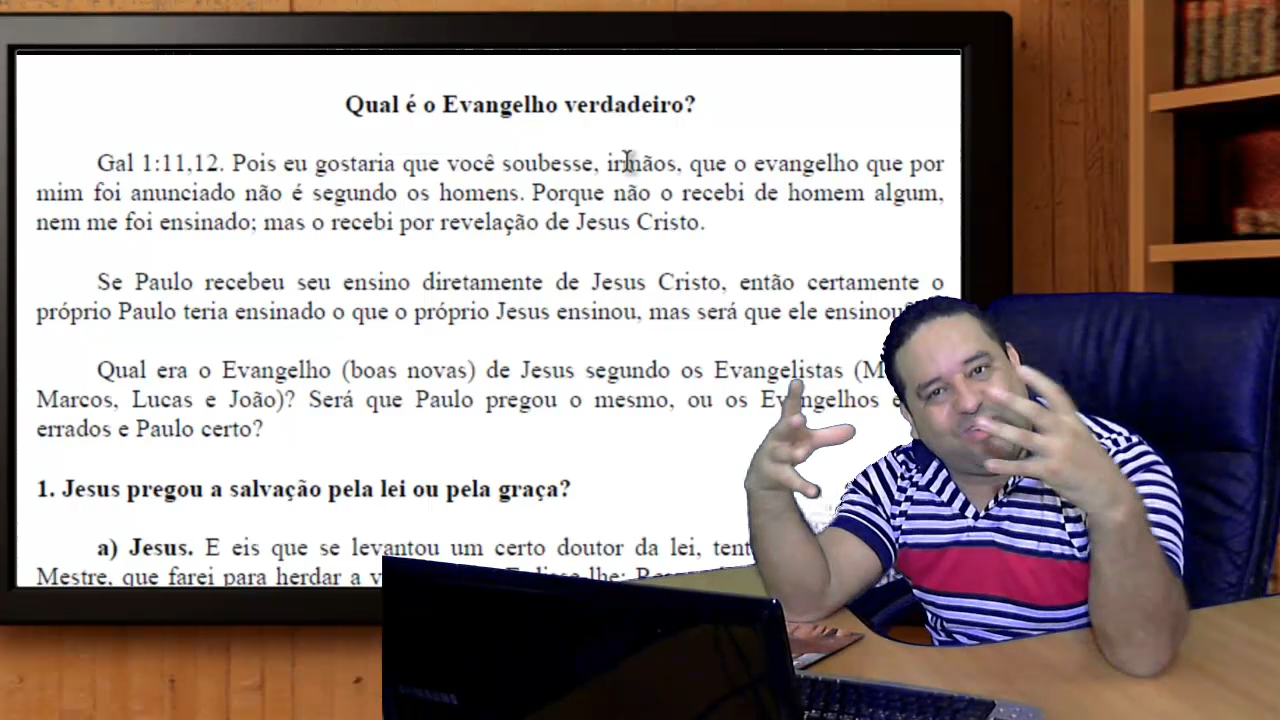 Qual é o Evangelho verdadeiro?
Gal 1:11,12. Pois eu gostaria que você soubesse, irmãos, que o evangelho que por
mim foi anunciado não é segundo os homens. Porque não o recebi de homem algum,
nem me foi ensinado; mas o recebi por revelação de Jesus Cristo.
Se Paulo recebeu seu ensino diretamente de Jesus Cristo, então certamente o
próprio Paulo teria ensinado o que o próprio Jesus ensinou, mas será que ele ensinou
Qual era o Evangelho (boas novas) de Jesus segundo os Evangelistas
Marcos, Lucas e João)? Será que Paulo pregou o mesmo, ou os Evangelhos
errados e Paulo certo?
1. Jesus pregou a salvação pela lei ou pela graça?
a) Jesus. E eis que se levantou um certo doutor da lei,
Mestre, que farei para herdar a
SAMSUNG